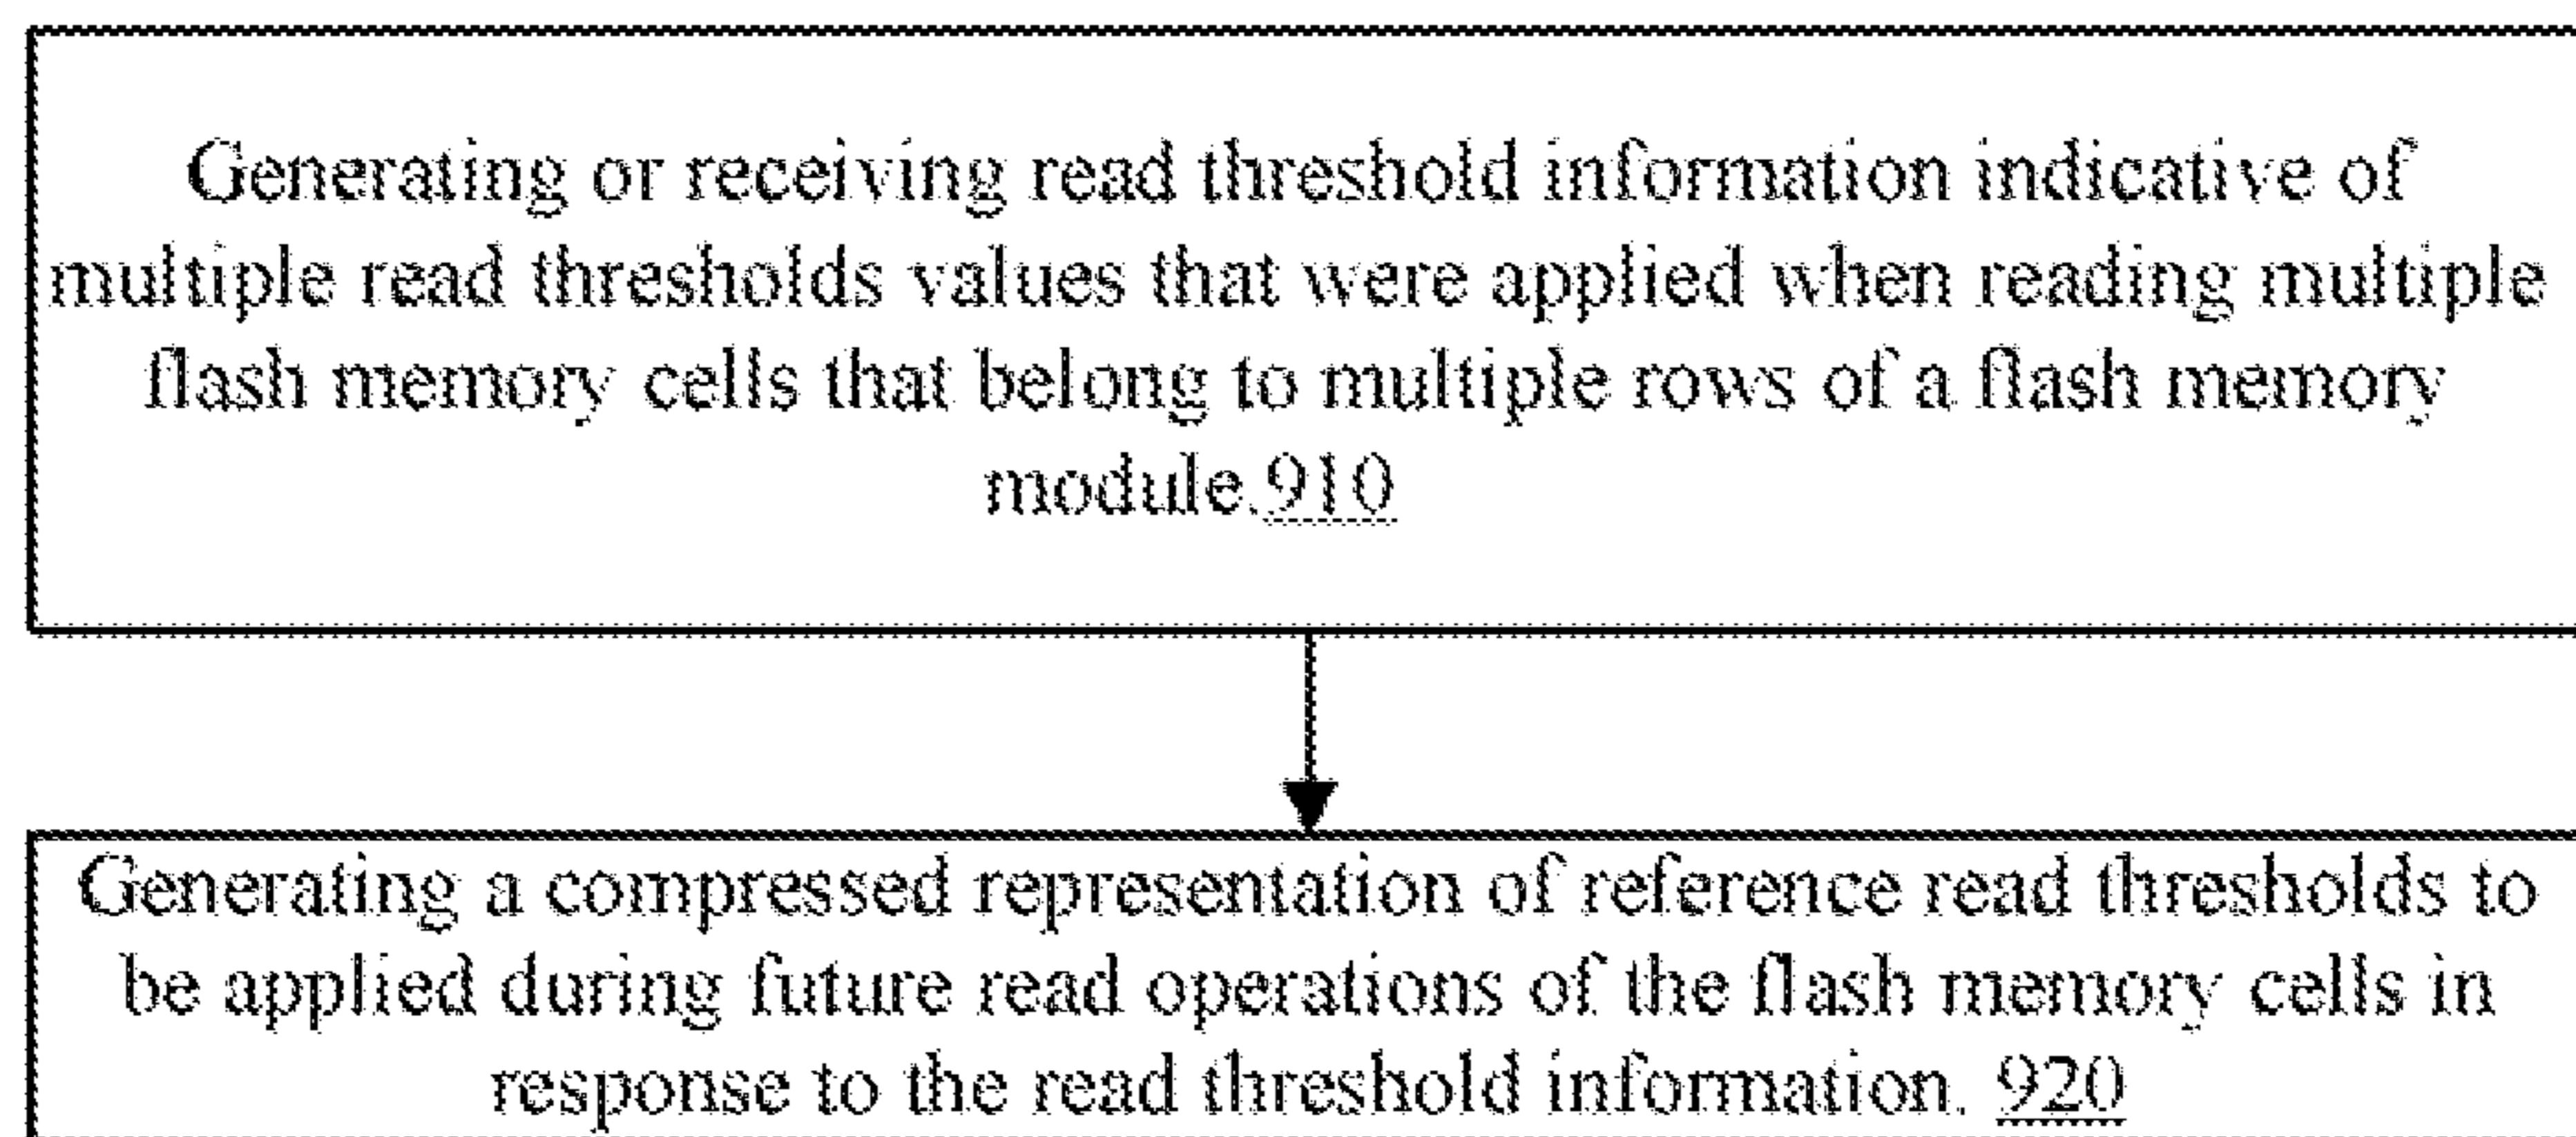 Generating or receiving read threshold information indicative of
multiple read thresholds values that were applied when reading multiple
flash memory cells that belong to multiple rows of a flash memory
module.910
Generating a compressed representation of reference read thresholds to
be applied during future read operations of the flash memory cells in
response to the read threshold information. 920